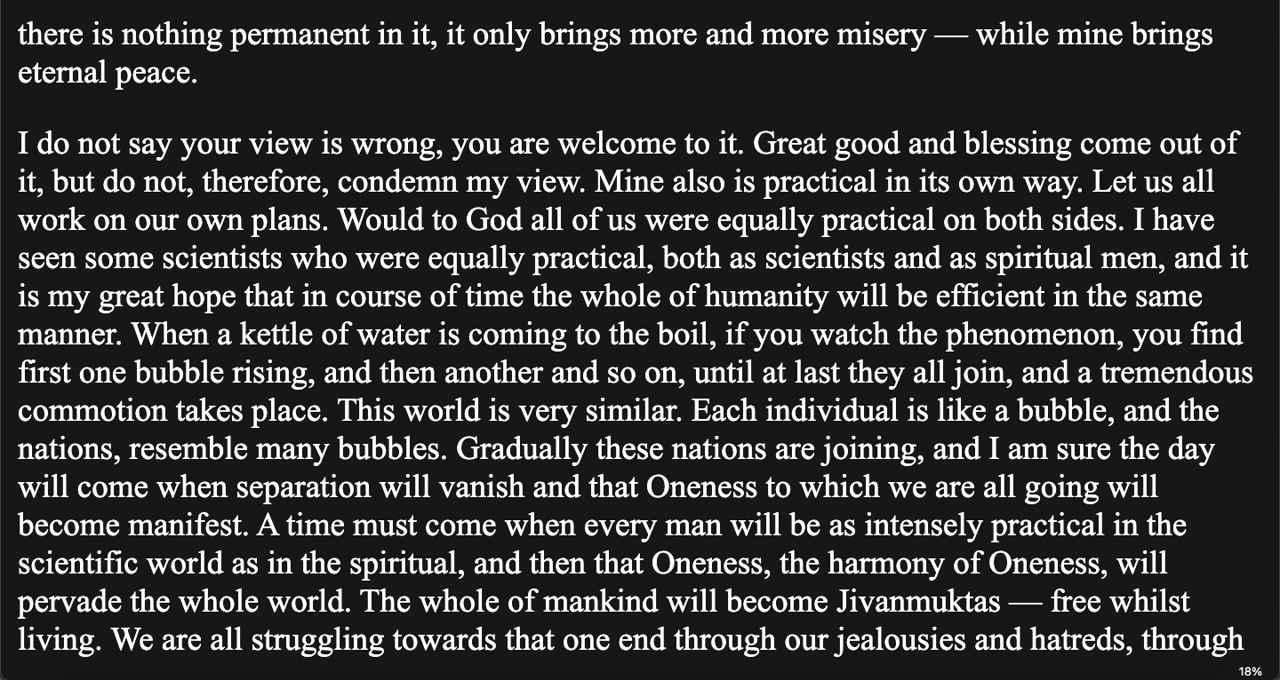 there is nothing permanent in it, it only brings more and more misery — while mine brings
eternal peace.
I do not say your view is wrong, you are welcome to it. Great good and blessing come out of
it, but do not, therefore, condemn my view. Mine also is practical in its own way. Let us all
work on our own plans. Would to God all of us were equally practical on both sides. I have
seen some scientists who were equally practical, both as scientists and as spiritual men, and it
is my great hope that in course of time the whole of humanity will be efficient in the same
manner. When a kettle of water is coming to the boil, if you watch the phenomenon, you find
first one bubble rising, and then another and so on, until at last they all join, and a tremendous
commotion takes place. This world is very similar. Each individual is like a bubble, and the
nations, resemble many bubbles. Gradually these nations are joining, and I am sure the day
will come when separation will vanish and that Oneness to which we are all going will
become manifest. A time must come when every man will be as intensely practical in the
scientific world as in the spiritual, and then that Oneness, the harmony of Oneness, will
pervade the whole world. The whole of mankind will become Jivanmuktas — free whilst
living. We are all struggling towards that one end through our jealousies and hatreds, through
18%